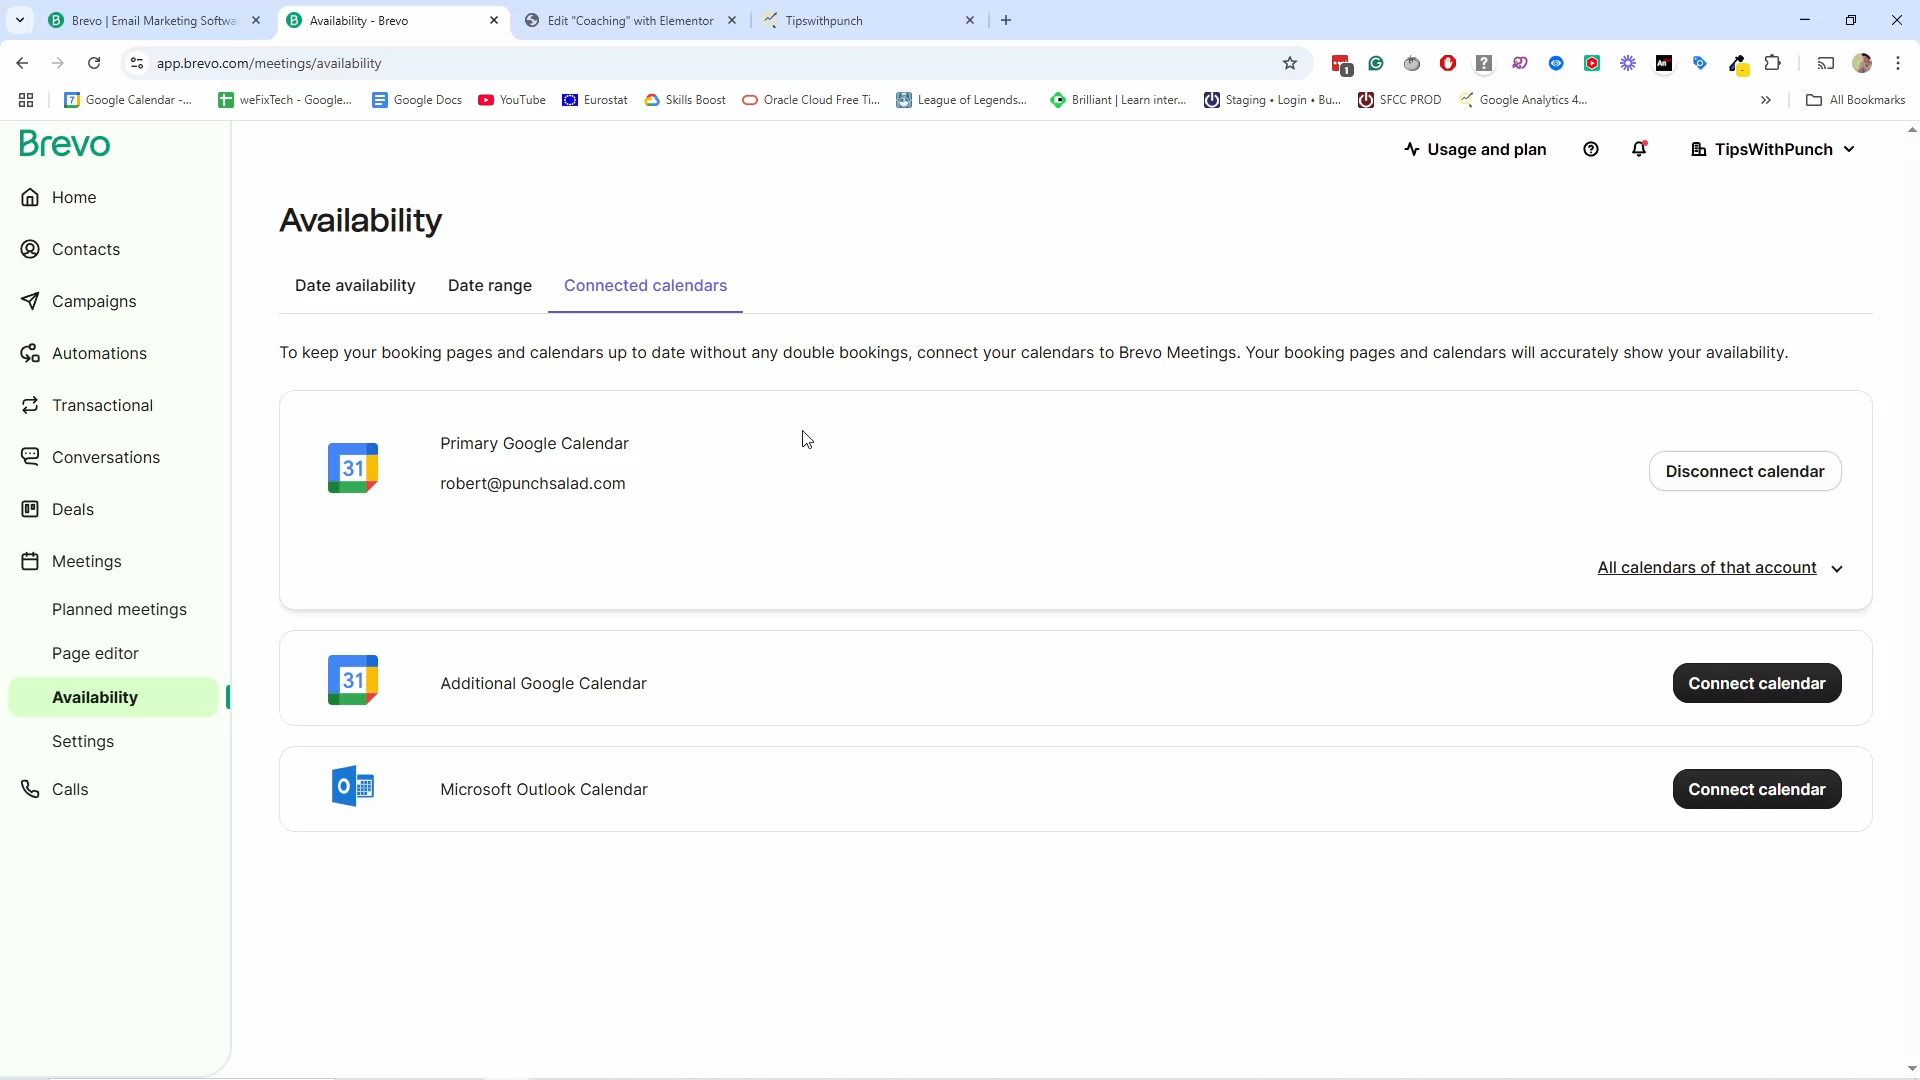 Brevo | Email Marketing Softwa
Availability - Brevo
Edit "Coaching" with Elementor
Tipswithpunch
app.brevo.com/meetings/availability
1
Google Calendar -...
weFixTech - Google...
Google Docs
YouTube
Eurostat
Skills Boost
Oracle Cloud Free Ti...
League of Legends...
Brilliant | Learn inter...
Staging • Login • Bu...
SFCC PROD
Google Analytics 4...
All Bookmarks
Brevo
Usage and plan
TipsWithPunch
Home
Contacts
Campaigns
Automations
Transactional
Conversations
Deals
Meetings
Planned meetings
Page editor
Availability
Settings
Calls
Availability
Date availability
Date range
Connected calendars
To keep your booking pages and calendars up to date without any double bookings, connect your calendars to Brevo Meetings. Your booking pages and calendars will accurately show your availability.
31
Primary Google Calendar
robert@punchsalad.com
Disconnect calendar
All calendars of that account
31
Additional Google Calendar
Connect calendar
Microsoft Outlook Calendar
Connect calendar